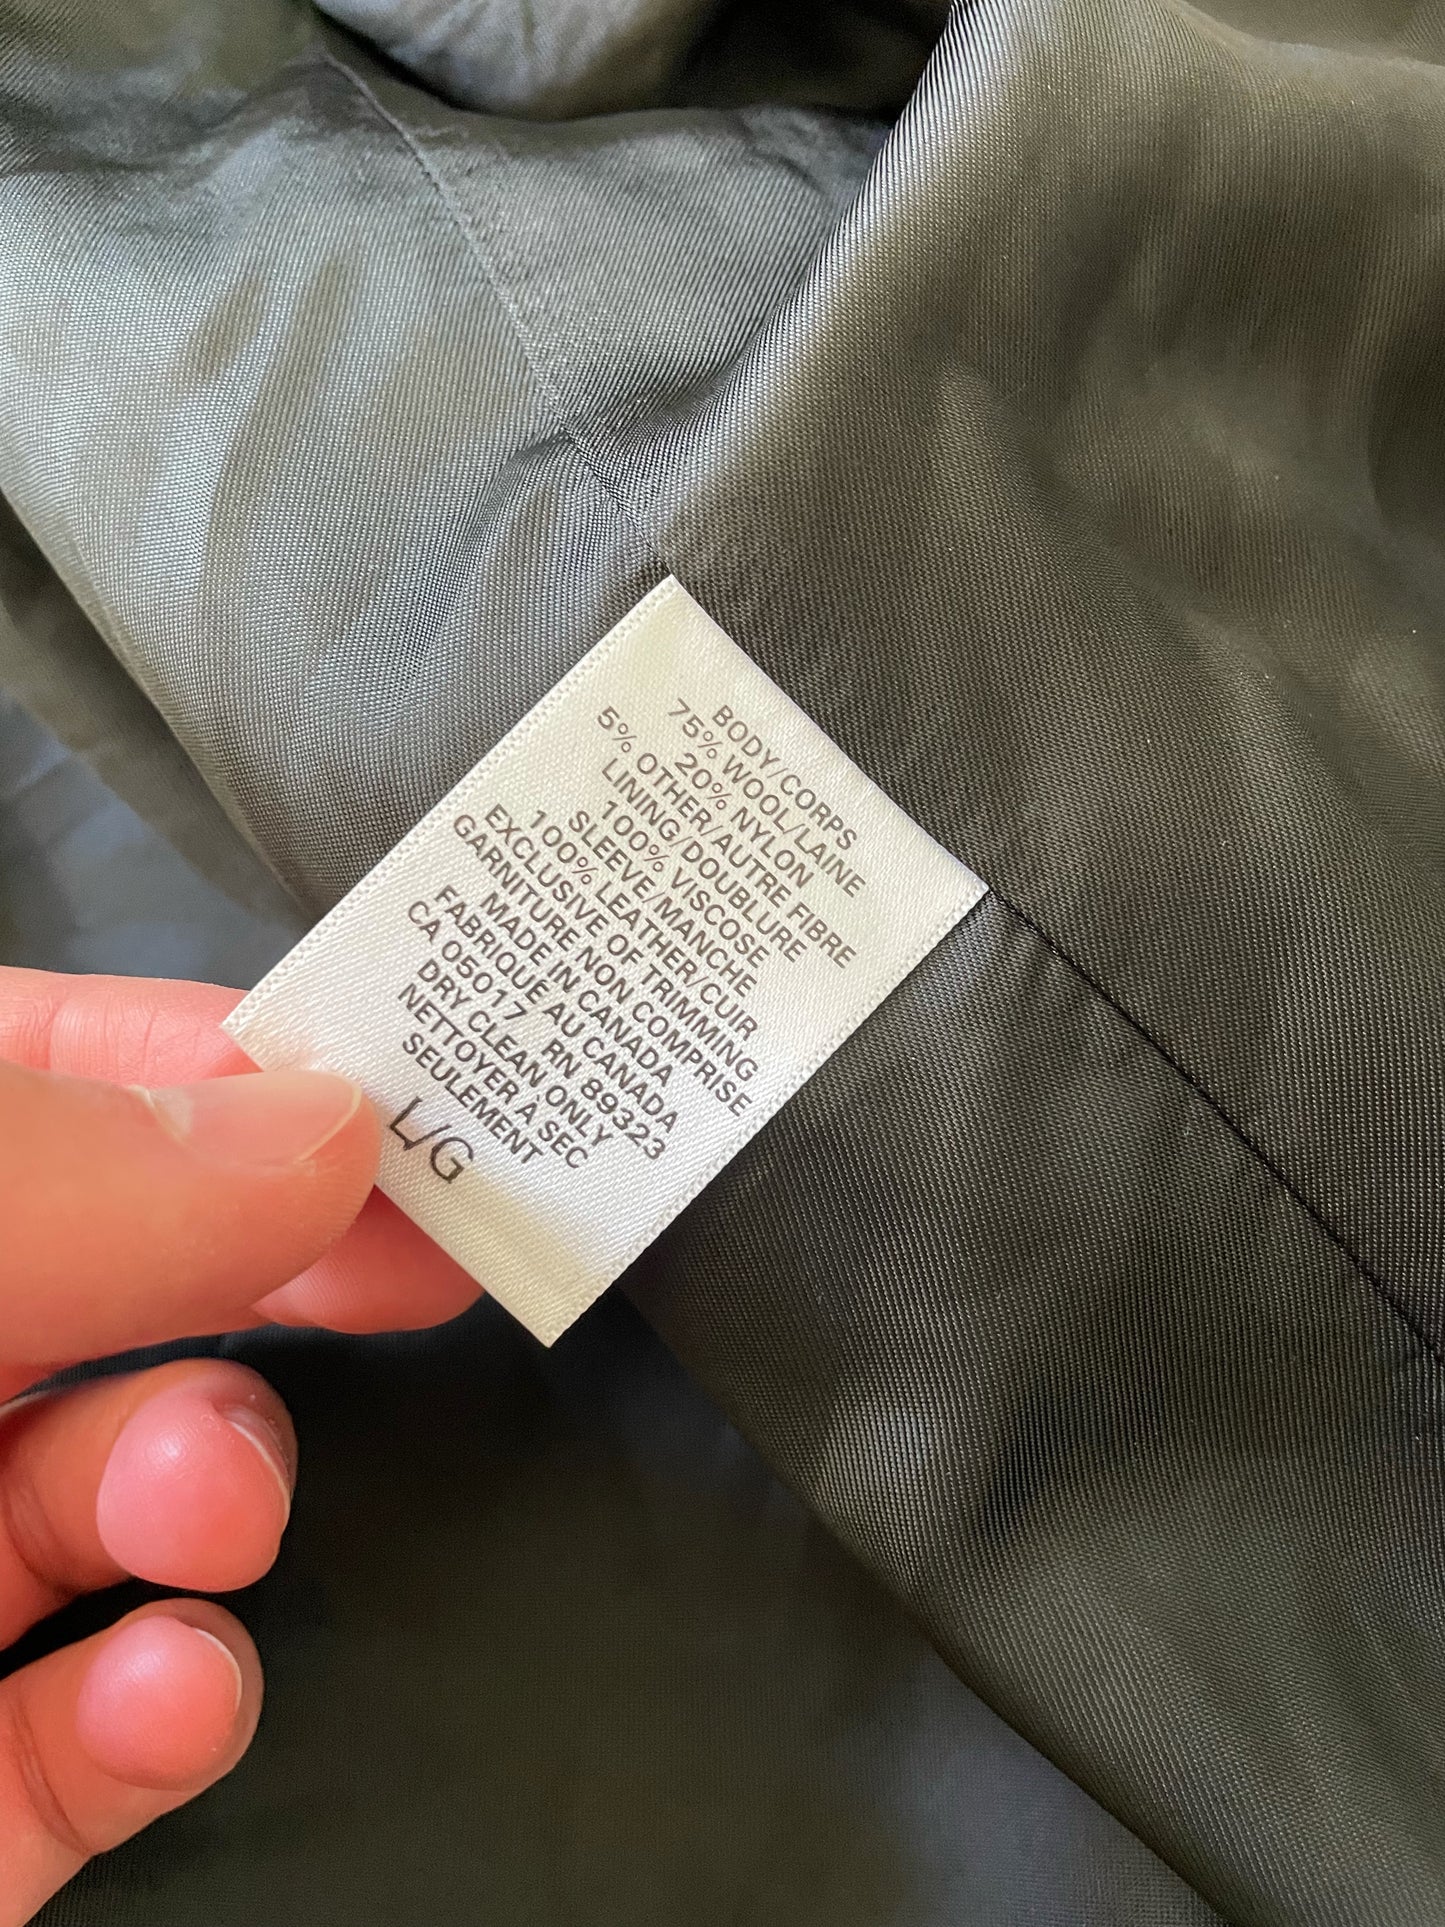 BODY/CORPS
75% WOOL/LAINE
20% NYLON
5% OTHER/AUTRE FIBRE
LINING/DOUBLURE
100% VISCOSE
SLEEVE/MANCHE
100% LEATHER/CUIR
EXCLUSIVE OF TRIMMING
GARNITURE NON COMPRISE
MADE IN CANADA
FABRIQUÉ AU CANADA
CA 05017 RN 89323
DRY CLEAN ONLY
NETTOYER À SEC
SEULEMENT
L/G